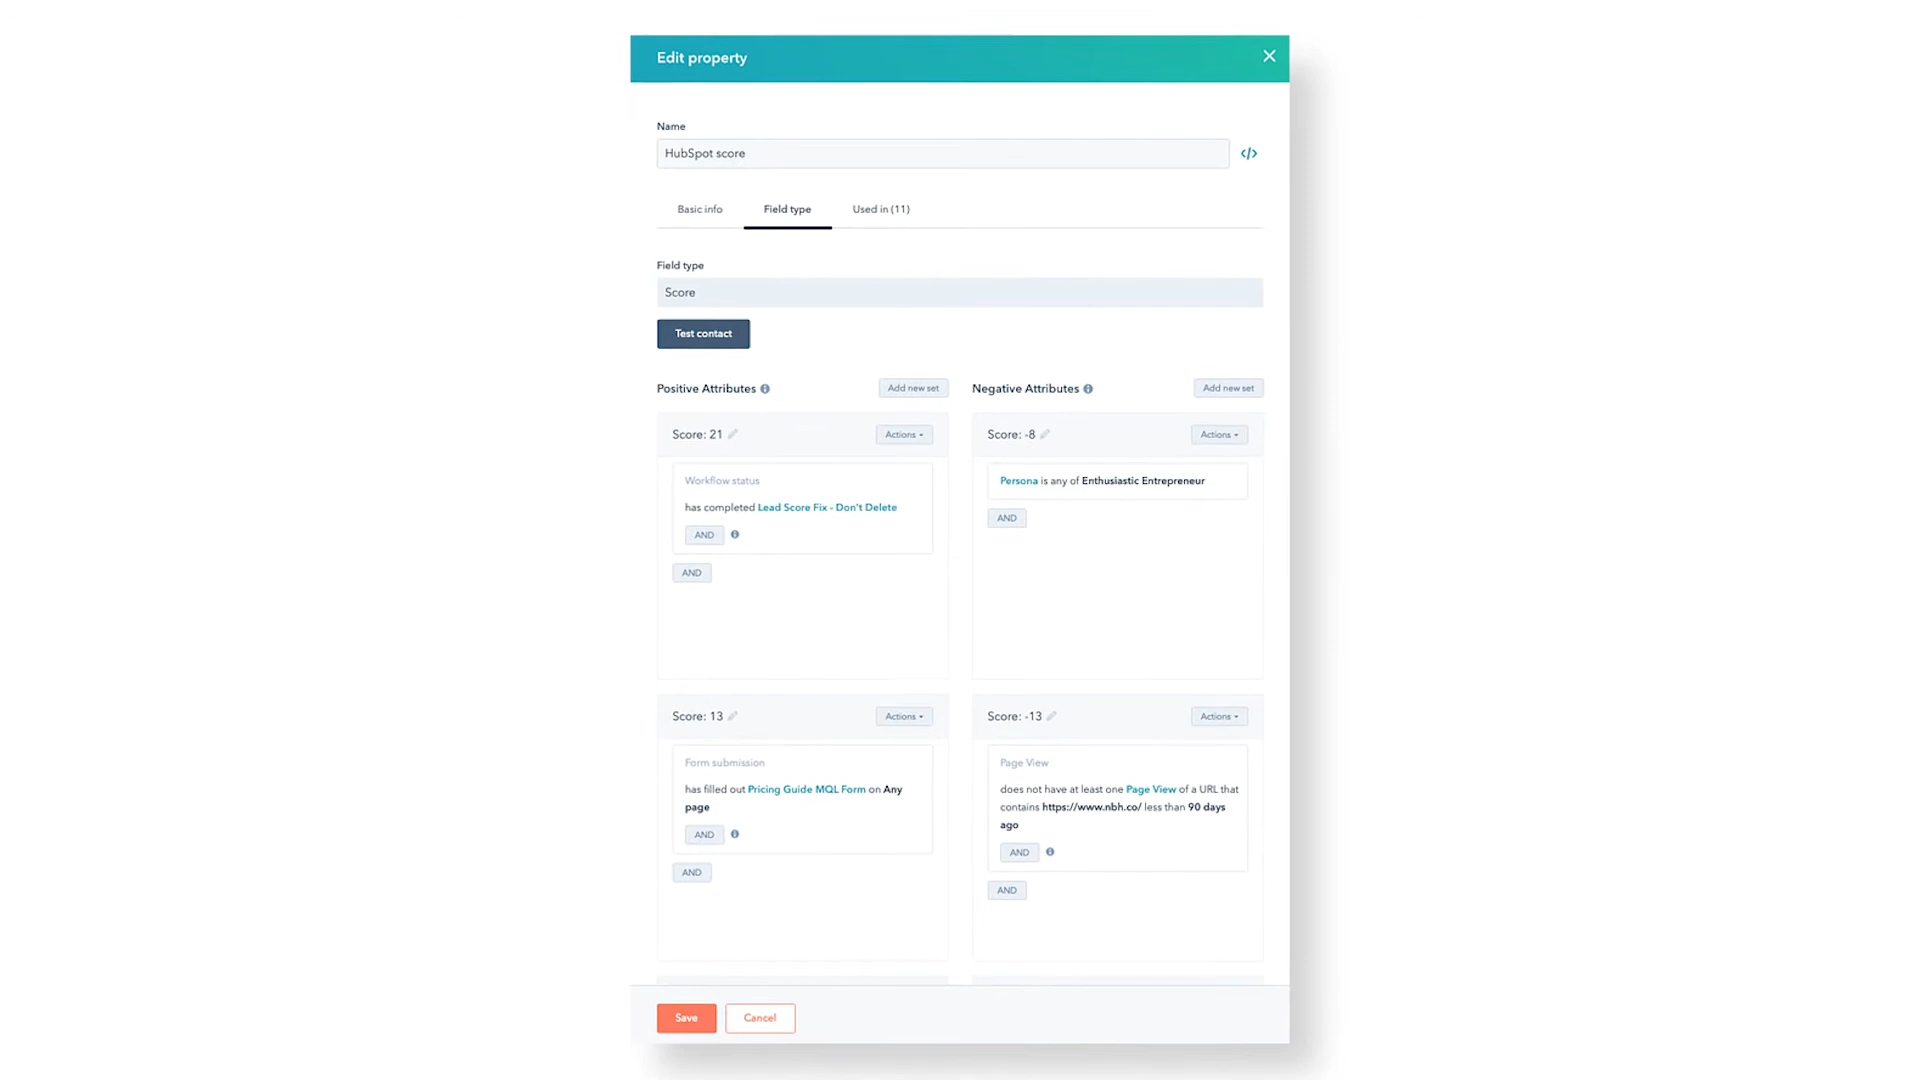 Edit property
Name
HubSpot score
</>
Basic info
Field type
Used in (11)
Field type
Score
Test contact
Positive Attributes
Add new set
Negative Attributes
Add new set
Score: 21
Actions
Score: -8
Actions
Workflow status
has completed Lead Score Fix - Don't Delete
AND
AND
Persona is any of Enthusiastic Entrepreneur
AND
Score: 13
Actions
Score: -13
Actions
Form submission
has filled out Pricing Guide MQL Form on Any
page
AND
AND
Page View
does not have at least one Page View of a URL that
contains https://www.nbh.co/ less than 90 days
ago
AND
AND
Save
Cancel